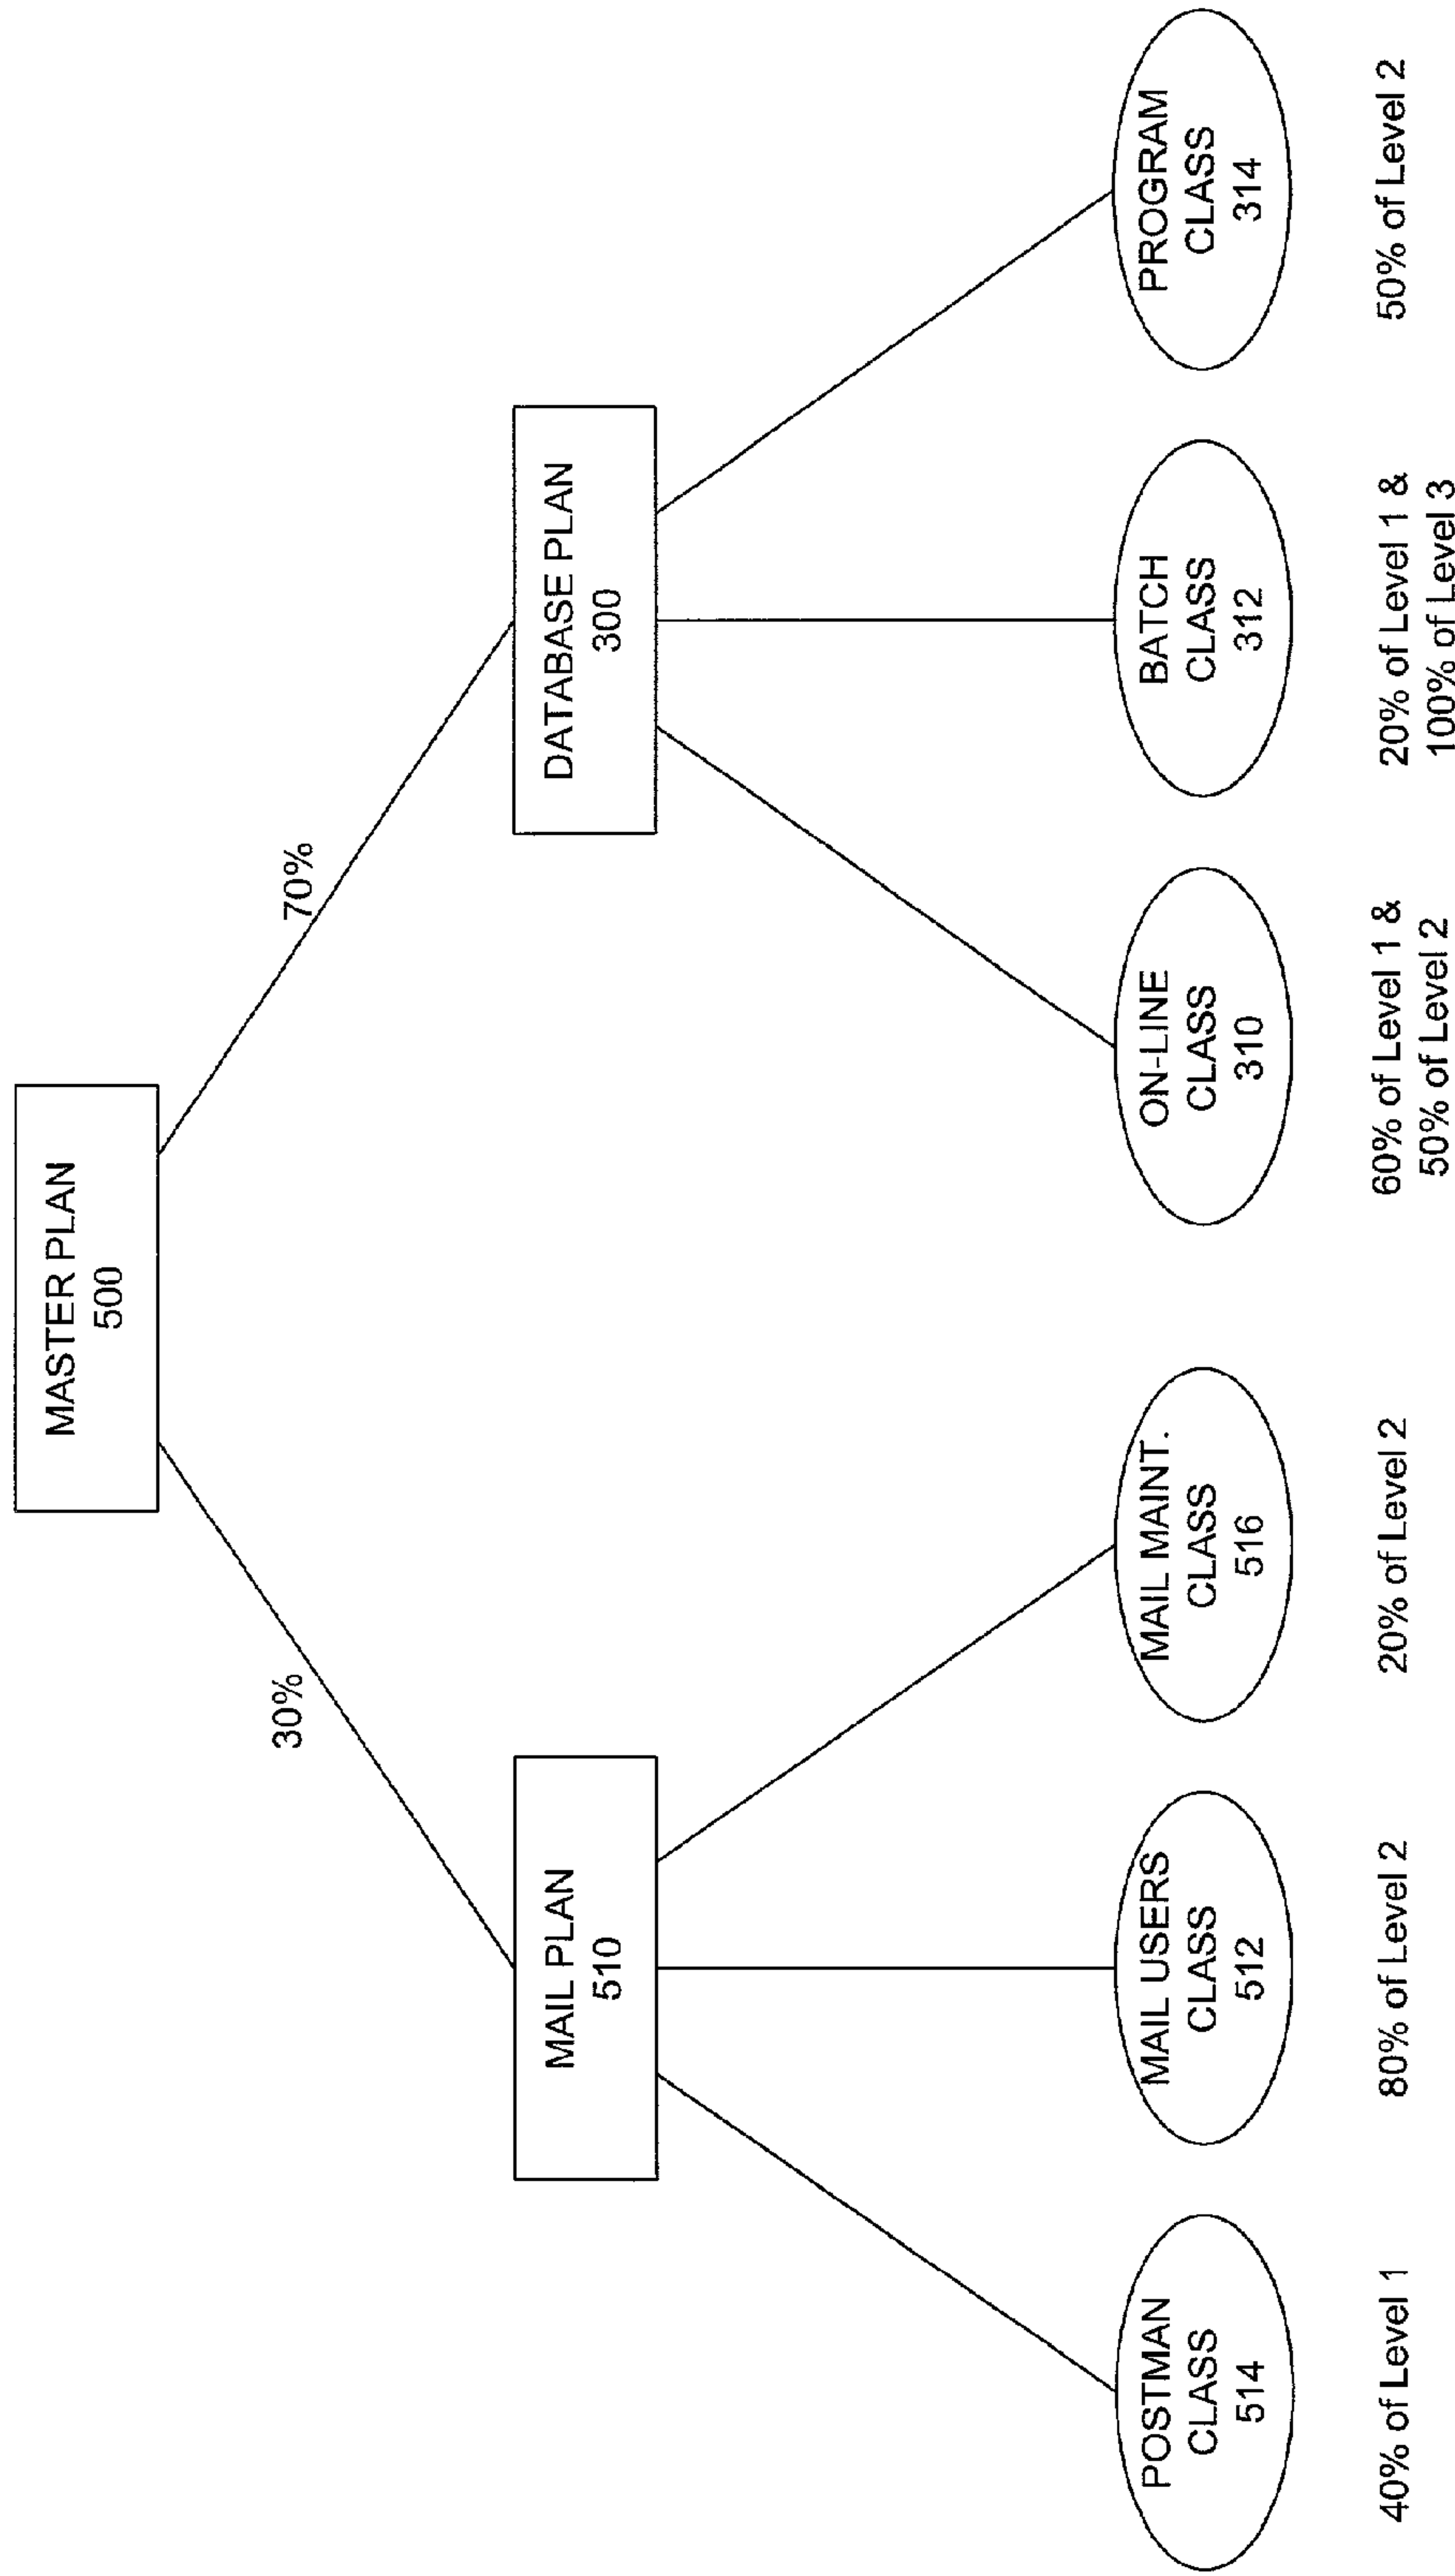 MASTER PLAN
500
30%
70%
MAIL PLAN
510
DATABASE PLAN
300
POSTMAN
CLASS
514
MAIL USERS
CLASS
512
MAIL MAINT.
CLASS
516
ON-LINE
CLASS
310
BATCH
CLASS
312
PROGRAM
CLASS
314
40% of Level 1
80% of Level 2
20% of Level 2
60% of Level 1 &
50% of Level 2
20% of Level 1 &
100% of Level 3
50% of Level 2